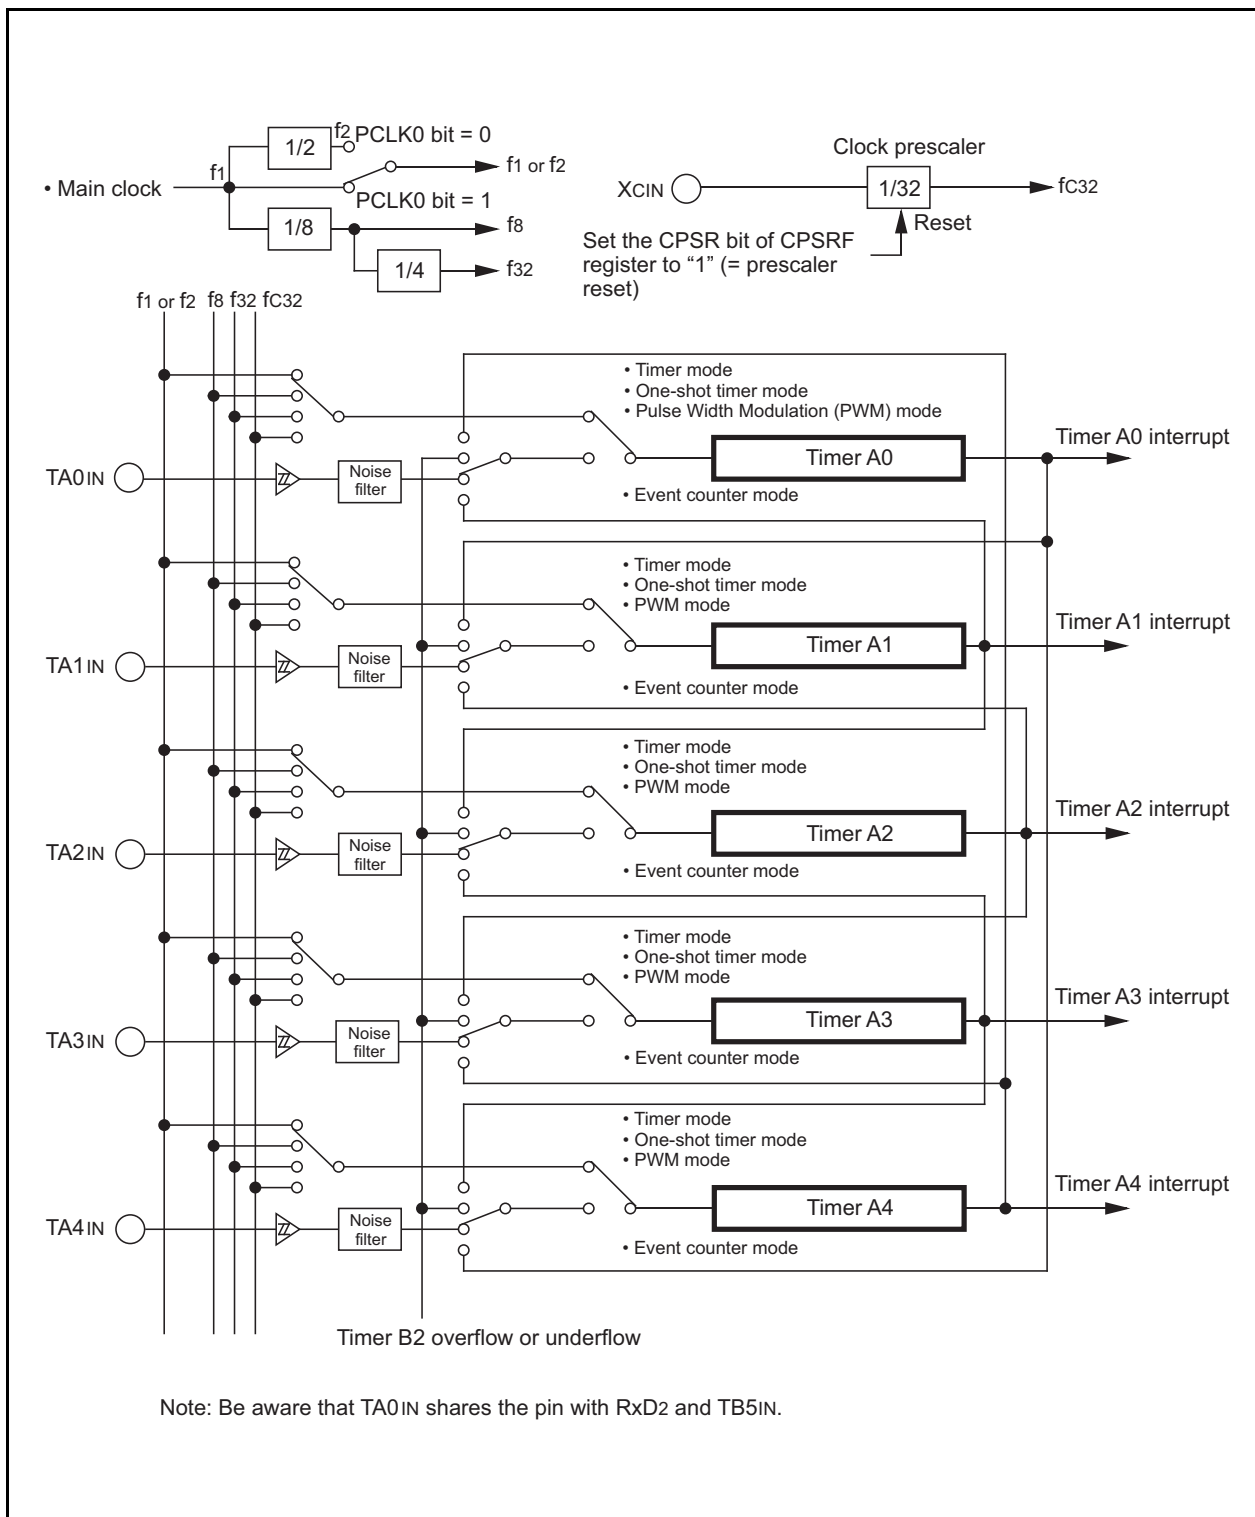 f2 PCLK0 bit = 0
1/2
f1
f1 or f2
• Main clock
PCLK0 bit = 1
1/8
f8
1/4
f32
Clock prescaler
XCIN
1/32
fC32
Reset
Set the CPSR bit of CPSRF
register to “1” (= prescaler
reset)
f1 or f2 f8 f32 fC32
• Timer mode
• One-shot timer mode
• Pulse Width Modulation (PWM) mode
Timer A0 interrupt
Timer A0
TA0IN
Noise
filter
• Event counter mode
• Timer mode
• One-shot timer mode
• PWM mode
Timer A1 interrupt
Timer A1
TA1IN
Noise
filter
• Event counter mode
• Timer mode
• One-shot timer mode
• PWM mode
Timer A2 interrupt
Timer A2
TA2IN
Noise
filter
• Event counter mode
• Timer mode
• One-shot timer mode
• PWM mode
Timer A3 interrupt
Timer A3
TA3IN
Noise
filter
• Event counter mode
• Timer mode
• One-shot timer mode
• PWM mode
Timer A4 interrupt
Timer A4
TA4IN
Noise
filter
• Event counter mode
Timer B2 overflow or underflow
Note: Be aware that TA0IN shares the pin with RxD2 and TB5IN.